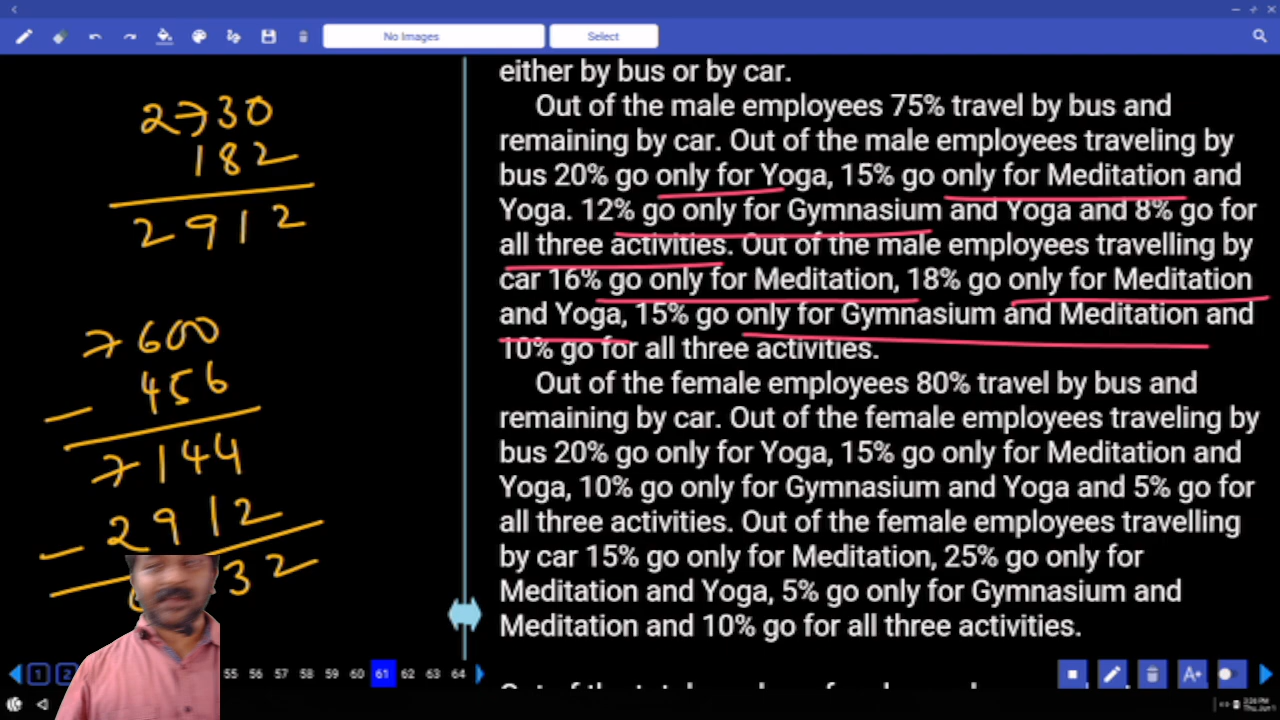 No Images
Select
2730
182
2912
7600
- 456
7144
- 2912
32
either by bus or by car.
Out of the male employees 75% travel by bus and
remaining by car. Out of the male employees traveling by
bus 20% go only for Yoga, 15% go only for Meditation and
Yoga. 12% go only for Gymnasium and Yoga and 8% go for
all three activities. Out of the male employees travelling by
car 16% go only for Meditation, 18% go only for Meditation
and Yoga, 15% go only for Gymnasium and Meditation and
10% go for all three activities.
Out of the female employees 80% travel by bus and
remaining by car. Out of the female employees traveling by
bus 20% go only for Yoga, 15% go only for Meditation and
Yoga, 10% go only for Gymnasium and Yoga and 5% go for
all three activities. Out of the female employees travelling
by car 15% go only for Meditation, 25% go only for
Meditation and Yoga, 5% go only for Gymnasium and
Meditation and 10% go for all three activities.
1 2 55 56 57 58 59 60 61 62 63 64
A+